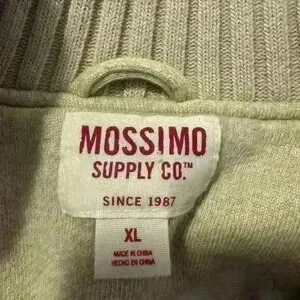 MOSSIMO
SUPPLY CO.™
SINCE 1987
XL
MADE IN CHINA
HECHO EN CHINA